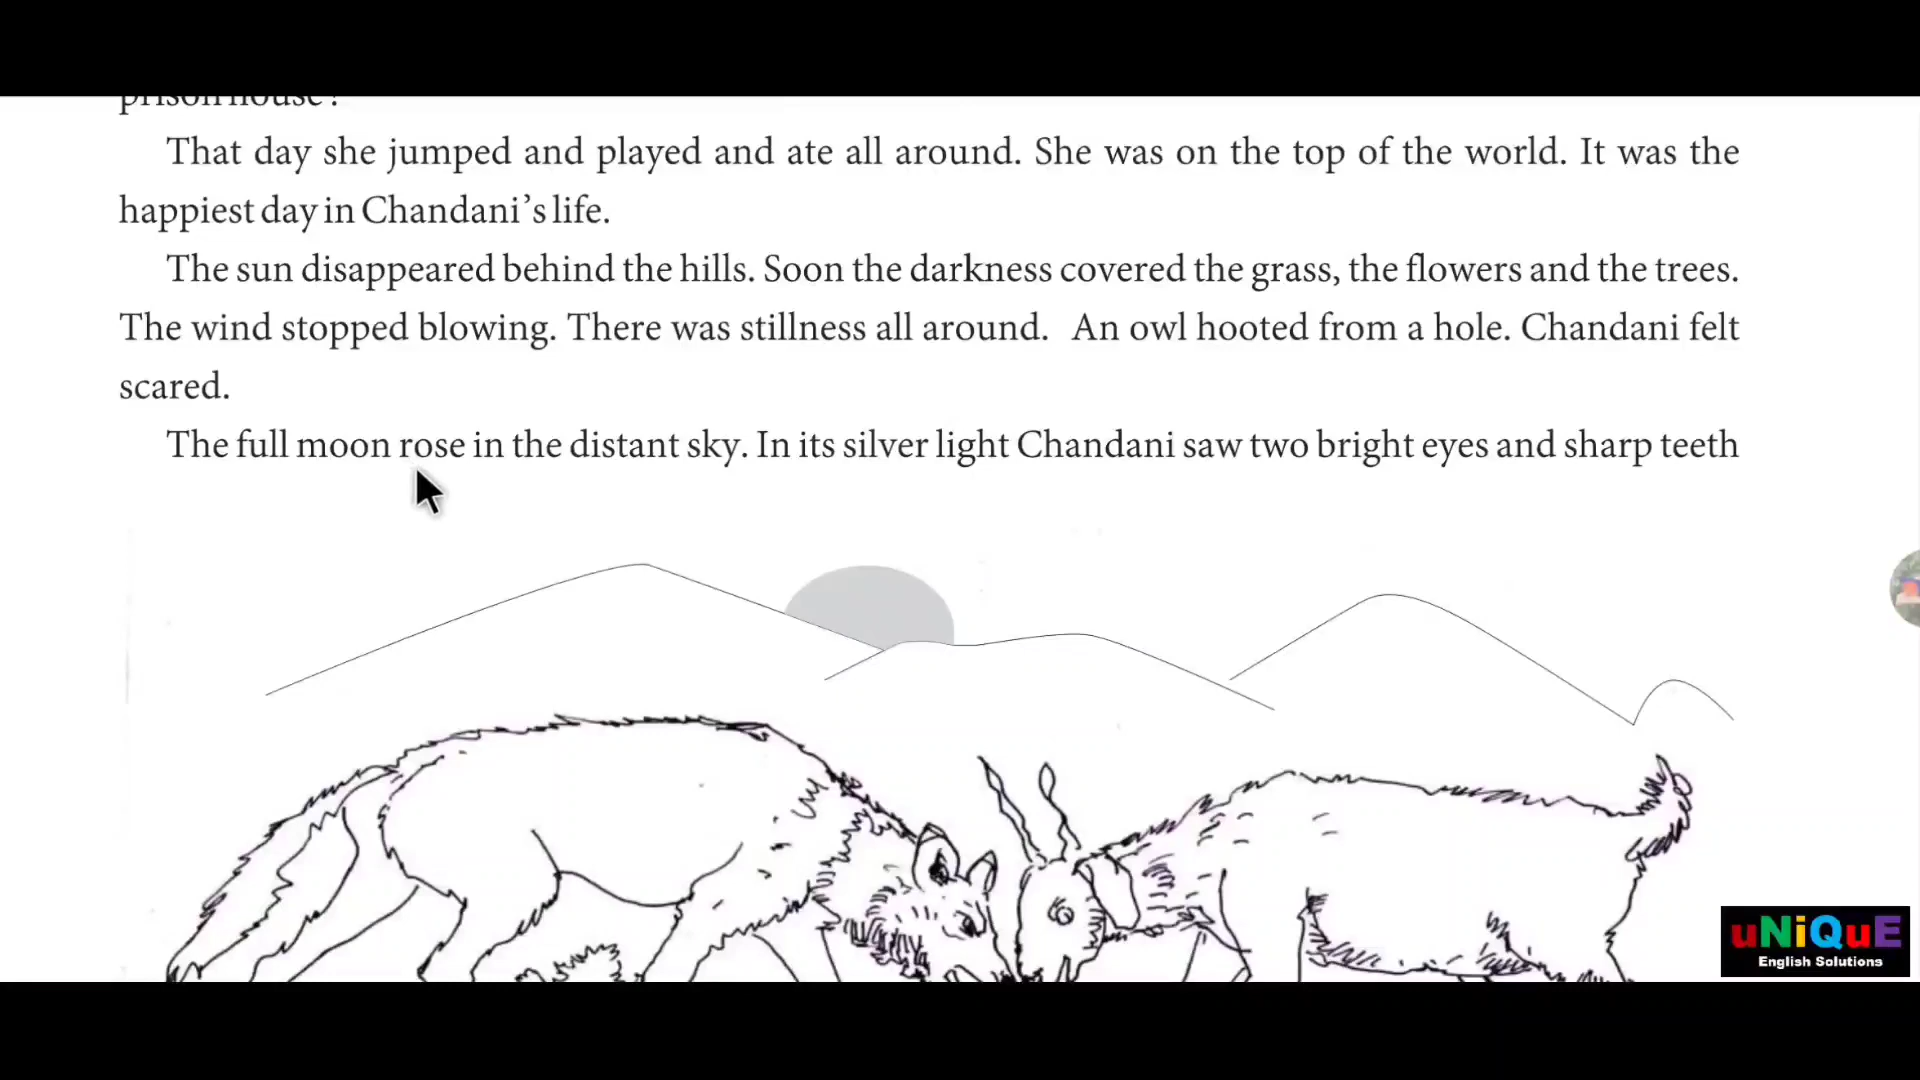 prison house ?
That day she jumped and played and ate all around. She was on the top of the world. It was the
happiest day in Chandani’s life.
The sun disappeared behind the hills. Soon the darkness covered the grass, the flowers and the trees.
The wind stopped blowing. There was stillness all around. An owl hooted from a hole. Chandani felt
scared.
The full moon rose in the distant sky. In its silver light Chandani saw two bright eyes and sharp teeth
uNiQuE
English Solutions